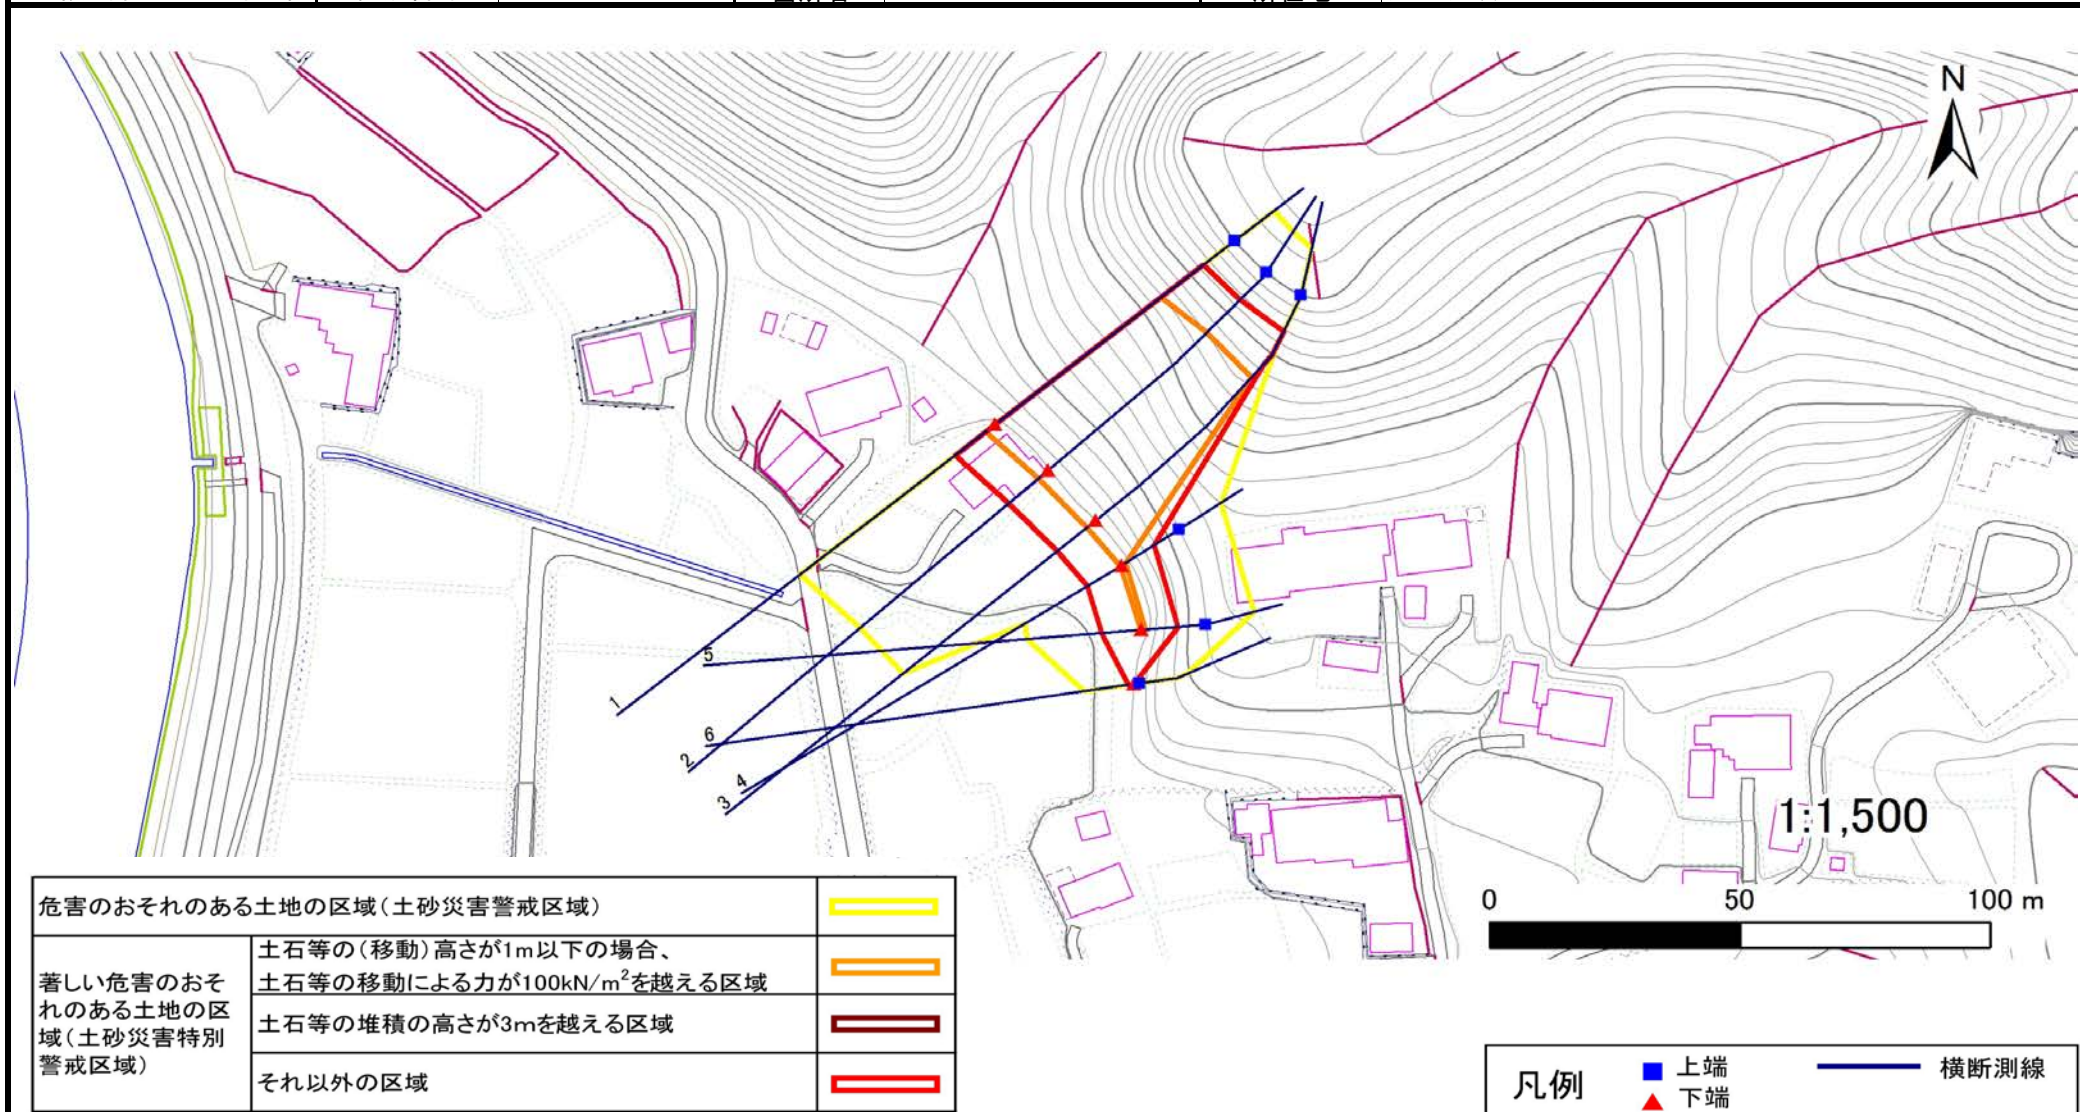 N
1
5
6
2
4
3
1:1,500
0 50 100 m
危害のおそれのある土地の区域(土砂災害警戒区域)
著しい危害のおそ
れのある土地の区
域(土砂災害特別
警戒区域)
土石等の(移動)高さが1m以下の場合、
土石等の移動による力が100kN/m²を越える区域
土石等の堆積の高さが3mを越える区域
それ以外の区域
凡例
上端
下端
横断測線